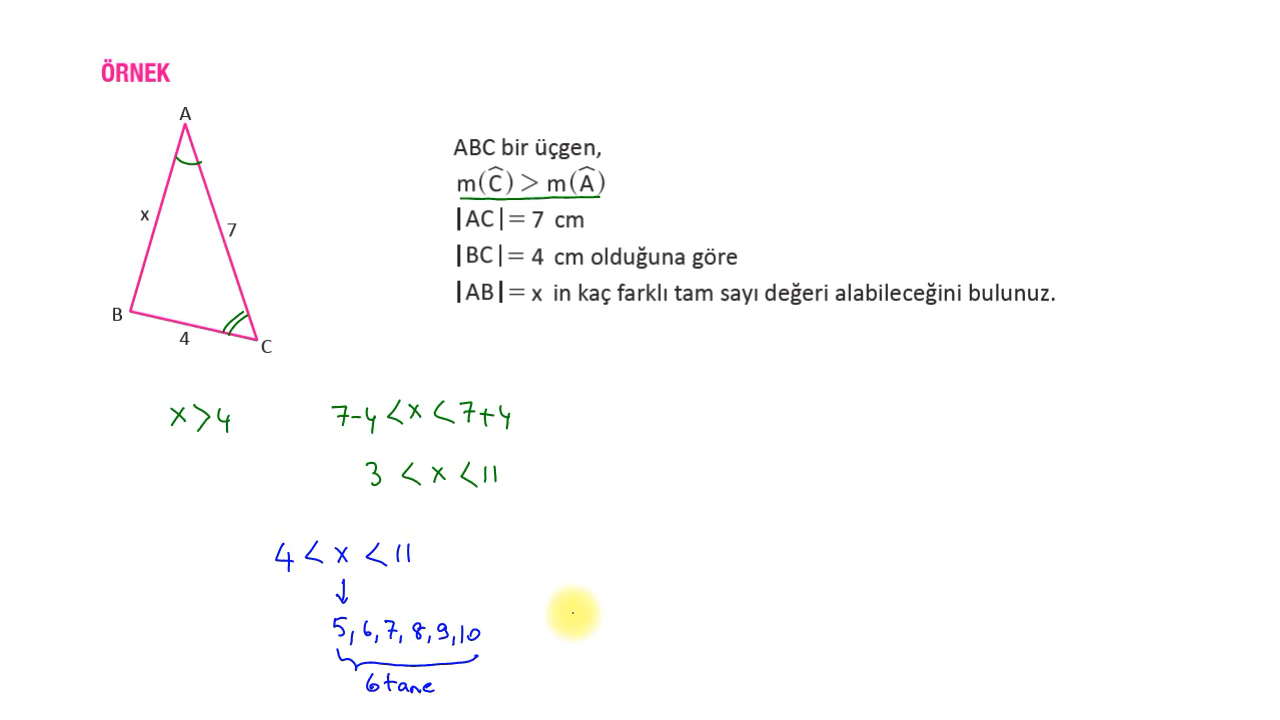 ÖRNEK
A
x
7
B
4
C
ABC bir üçgen,
m(Ĉ) > m(Â)
|AC| = 7 cm
|BC| = 4 cm olduğuna göre
|AB| = x in kaç farklı tam sayı değeri alabileceğini bulunuz.
x > 4
7-4 < x < 7+4
3 < x < 11
4 < x < 11
↓
5, 6, 7, 8, 9, 10
6 tane